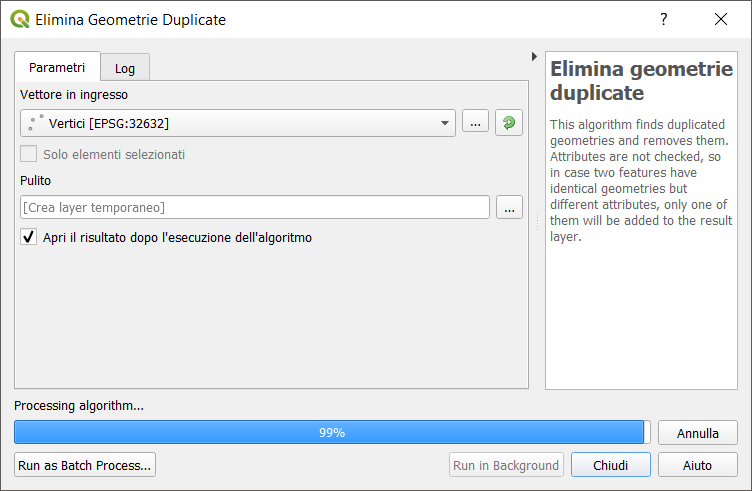 Elimina Geometrie Duplicate
?
Parametri
Log
Vettore in ingresso
Vertici [EPSG:32632]
...
Solo elementi selezionati
Pulito
[Crea layer temporaneo]
...
Apri il risultato dopo l'esecuzione dell'algoritmo
Elimina geometrie
duplicate
This algorithm finds duplicated
geometries and removes them.
Attributes are not checked, so
in case two features have
identical geometries but
different attributes, only one of
them will be added to the result
layer.
Processing algorithm...
99%
Annulla
Run as Batch Process...
Run in Background
Chiudi
Aiuto